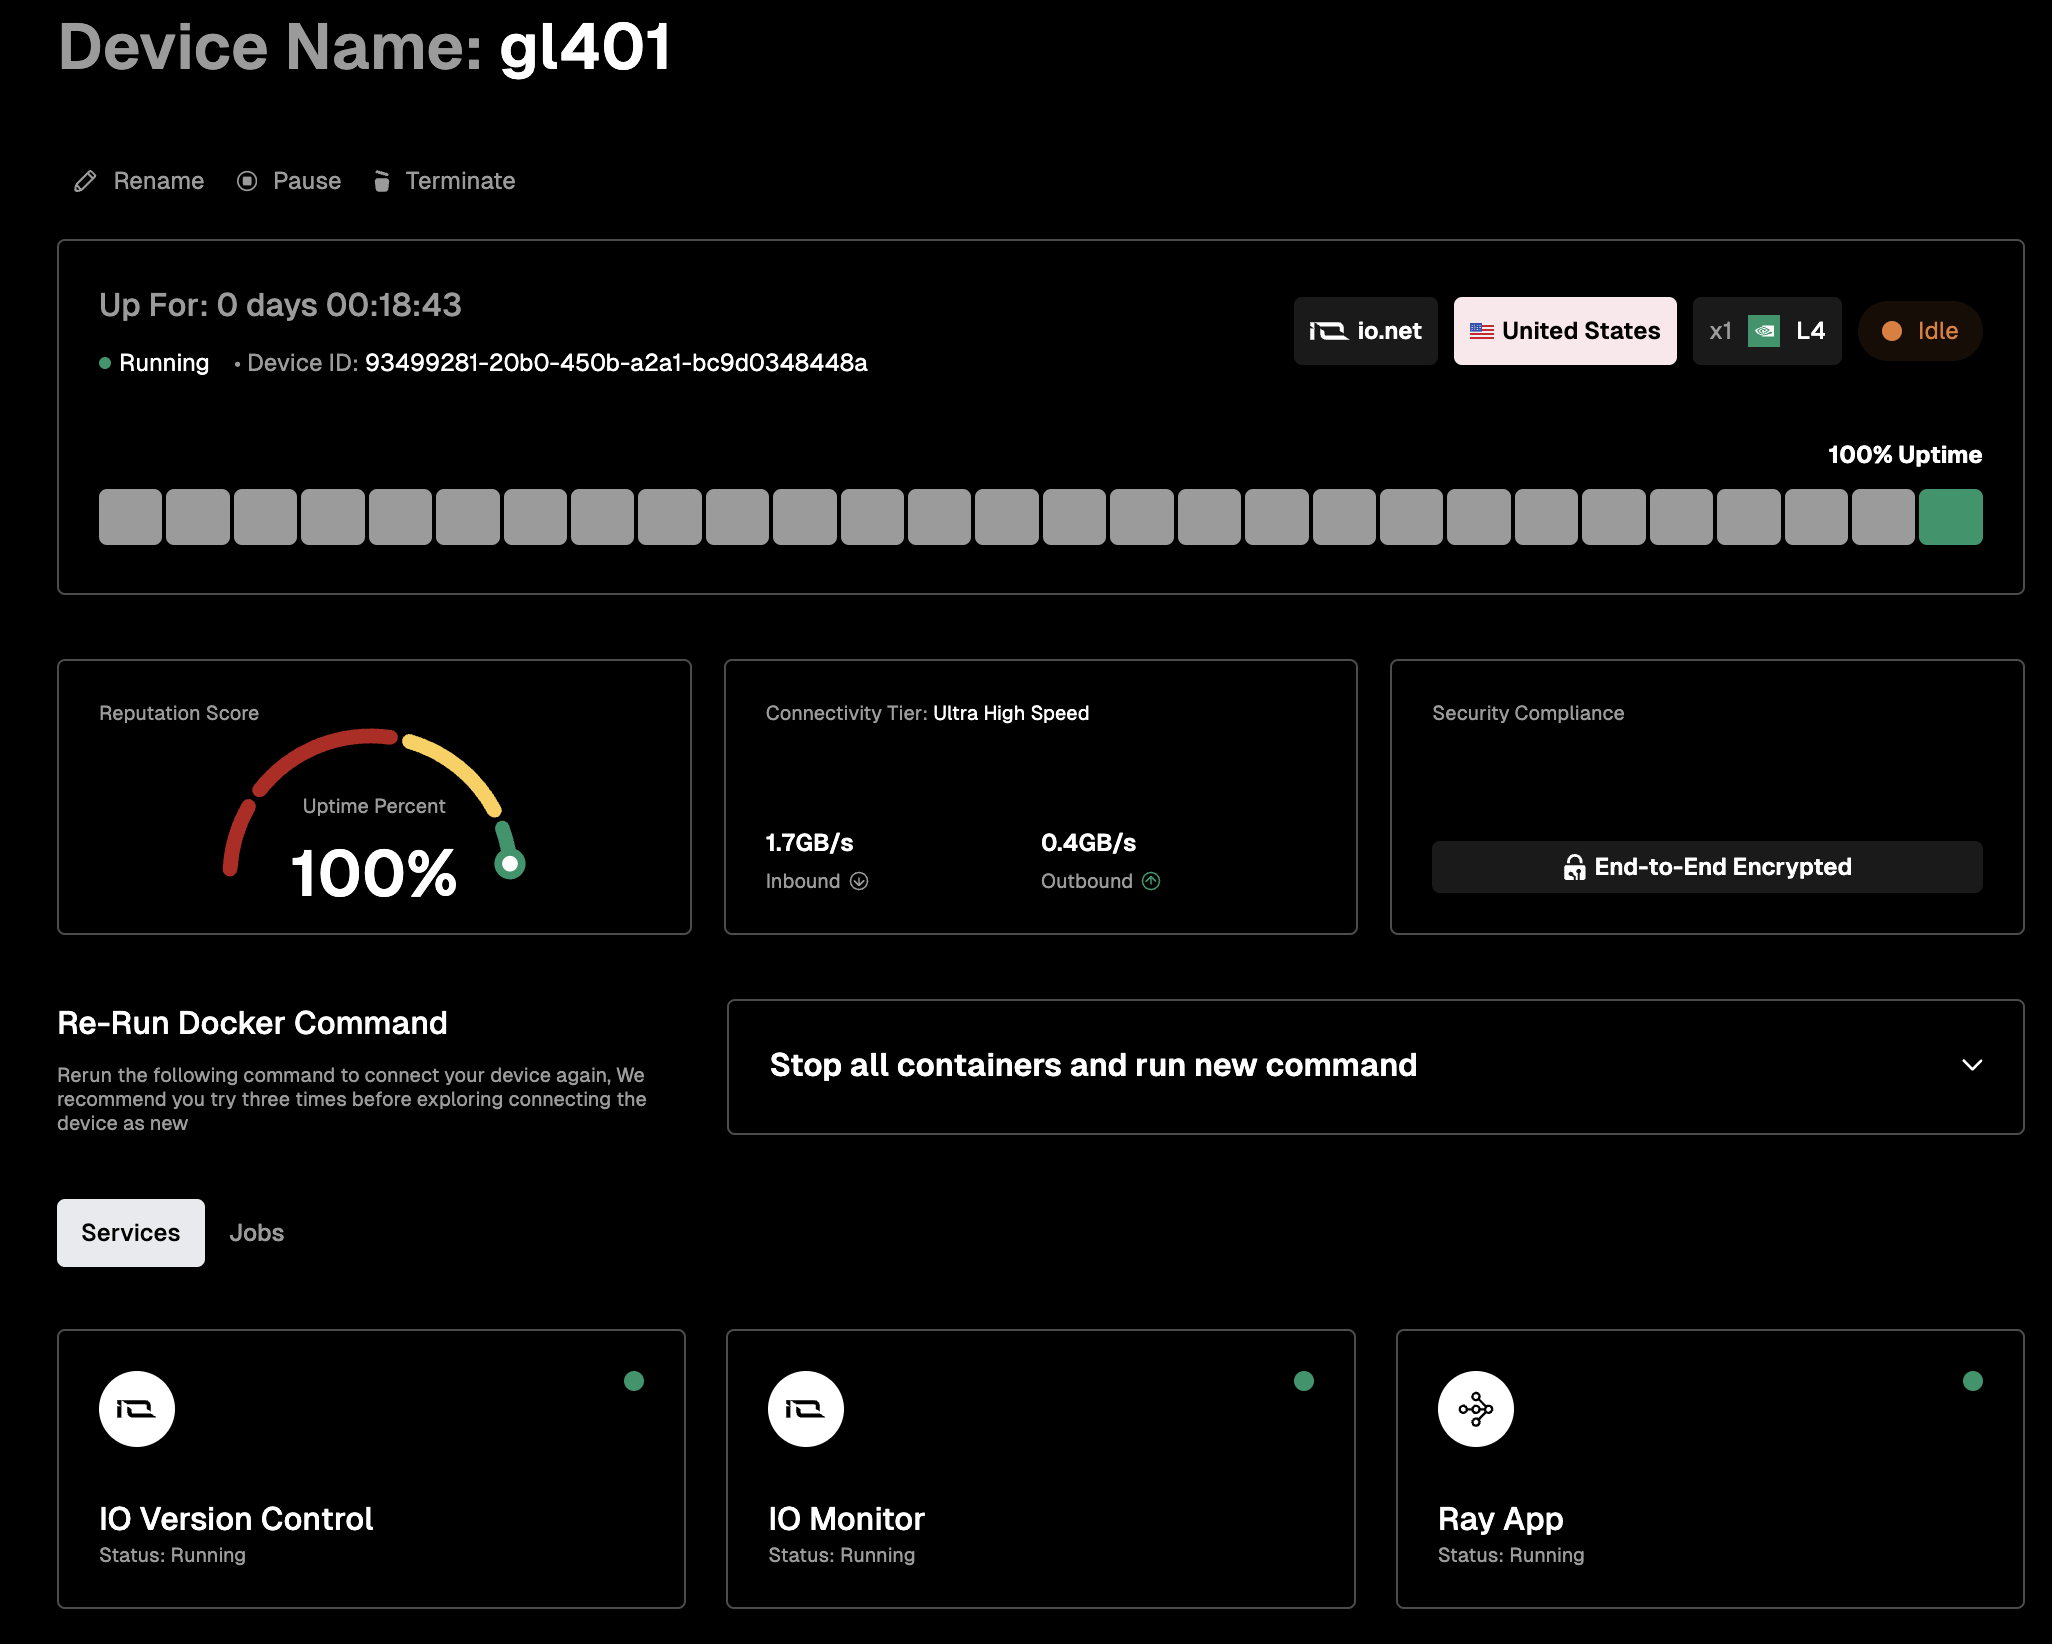 Device Name: gl401
Rename Pause Terminate
Up For: 0 days 00:18:43
io.net United States x1 L4 Idle
Running • Device ID: 93499281-20b0-450b-a2a1-bc9d0348448a
100% Uptime
Reputation Score
Uptime Percent
100%
Connectivity Tier: Ultra High Speed
1.7GB/s 0.4GB/s
Inbound Outbound
Security Compliance
End-to-End Encrypted
Re-Run Docker Command
Rerun the following command to connect your device again, We
recommend you try three times before exploring connecting the
device as new
Stop all containers and run new command
Services Jobs
IO Version Control
Status: Running
IO Monitor
Status: Running
Ray App
Status: Running